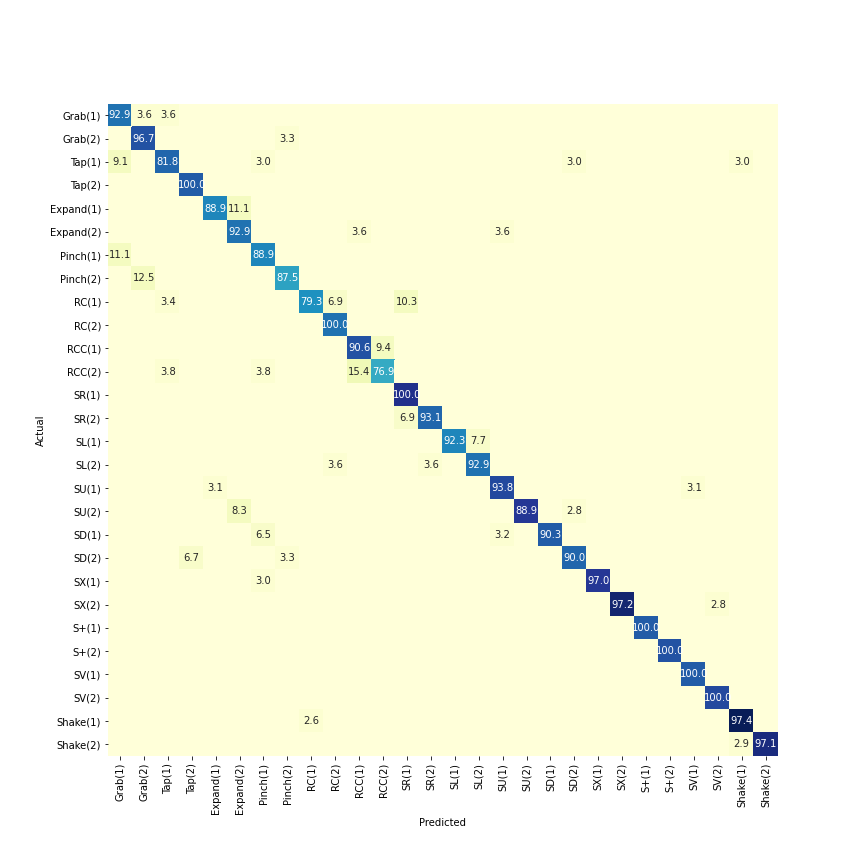 Grab(1) 92.9 3.6 3.6
Grab(2) 96.7 3.3
Tap(1) 9.1 81.8 3.0 3.0 3.0
Tap(2) 100.0
Expand(1) 88.9 11.1
Expand(2) 92.9 3.6 3.6
Pinch(1) 11.1 88.9
Pinch(2) 12.5 87.5
RC(1) 3.4 79.3 6.9 10.3
RC(2) 100.0
RCC(1) 90.6 9.4
RCC(2) 3.8 3.8 15.4 76.9
SR(1) 100.0
SR(2) 6.9 93.1
Actual
SL(1) 92.3 7.7
SL(2) 3.6 3.6 92.9
SU(1) 3.1 93.8 3.1
SU(2) 8.3 88.9 2.8
SD(1) 6.5 3.2 90.3
SD(2) 6.7 3.3 90.0
SX(1) 3.0 97.0
SX(2) 97.2 2.8
S+(1) 100.0
S+(2) 100.0
SV(1) 100.0
SV(2) 100.0
Shake(1) 2.6 97.4
Shake(2) 2.9 97.1
Grab(1) Grab(2) Tap(1) Tap(2) Expand(1) Expand(2) Pinch(1) Pinch(2) RC(1) RC(2) RCC(1) RCC(2) SR(1) SR(2) SL(1) SL(2) SU(1) SU(2) SD(1) SD(2) SX(1) SX(2) S+(1) S+(2) SV(1) SV(2) Shake(1) Shake(2)
Predicted